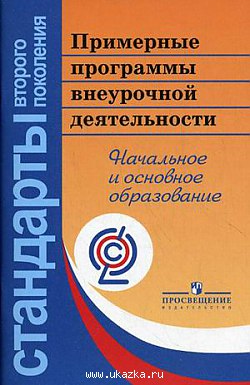 стандарты
второго
поколения
Примерные
программы
внеурочной
деятельности
Начальное
и основное
образование
ПРОСВЕЩЕНИЕ
ИЗДАТЕЛЬСТВО
www.ukazka.ru